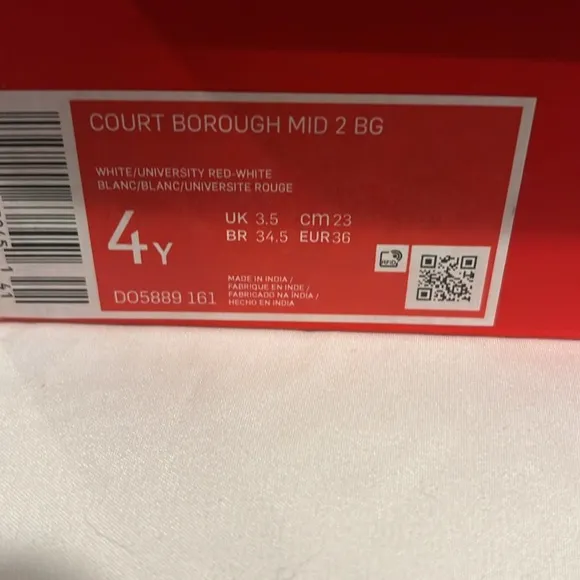 COURT BOROUGH MID 2 BG
WHITE/UNIVERSITY RED-WHITE
BLANC/BLANC/UNIVERSITE ROUGE
4Y
UK 3.5 cm 23
BR 34.5 EUR 36
DO5889 161
MADE IN INDIA /
FABRIQUE EN INDE /
FABRICADO NA ÍNDIA /
HECHO EN INDIA
RFID